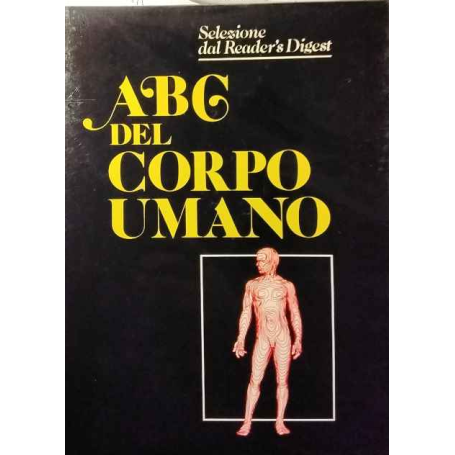 Selezione
dal Reader's Digest
ABC
DEL
CORPO
UMANO